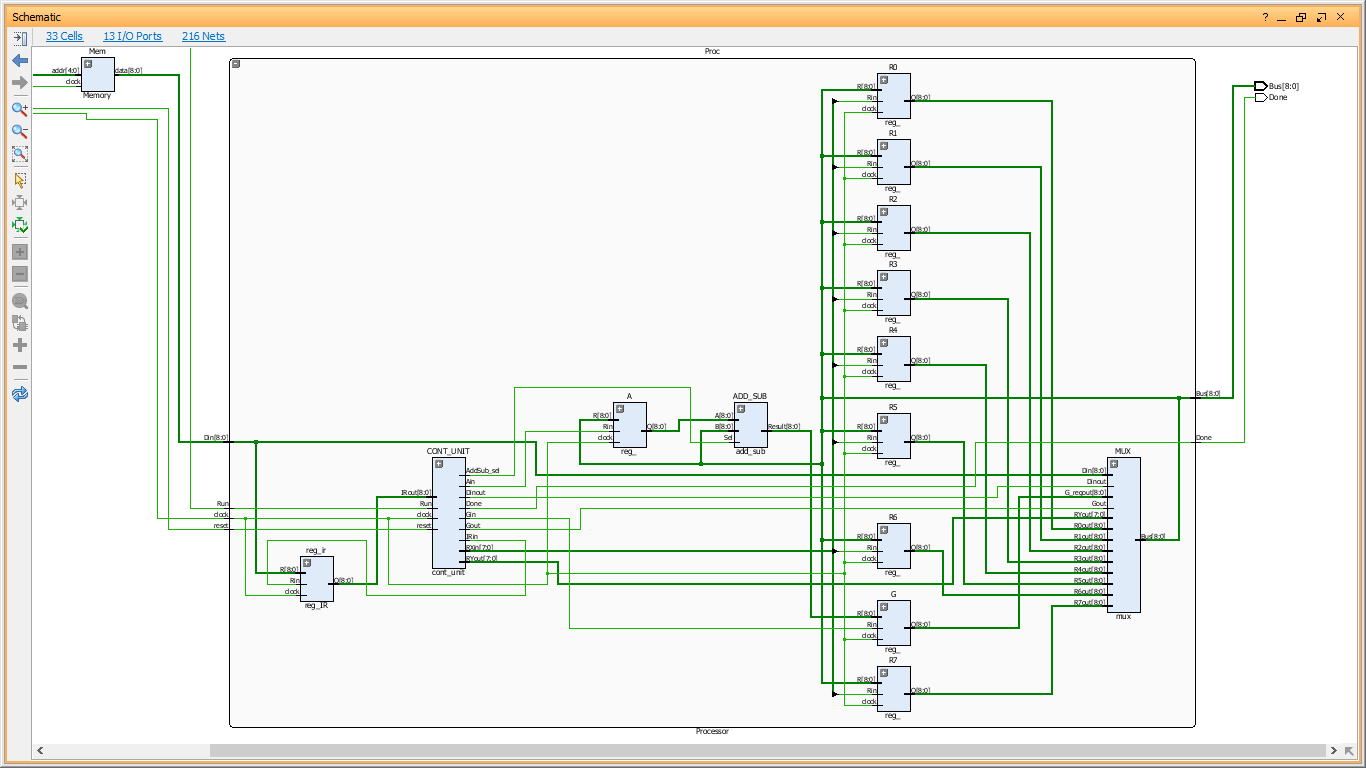 Schematic
33 Cells 13 I/O Ports 216 Nets
Mem
addr[4:0]
clock
data[8:0]
Memory
Proc
R0
R[8:0]
Rin
clock
Q[8:0]
reg_
R1
R[8:0]
Rin
clock
Q[8:0]
reg_
R2
R[8:0]
Rin
clock
Q[8:0]
reg_
R3
R[8:0]
Rin
clock
Q[8:0]
reg_
R4
R[8:0]
Rin
clock
Q[8:0]
reg_
R5
R[8:0]
Rin
clock
Q[8:0]
reg_
R6
R[8:0]
Rin
clock
Q[8:0]
reg_
G
R[8:0]
Rin
clock
Q[8:0]
reg_
R7
R[8:0]
Rin
clock
Q[8:0]
reg_
A
R[8:0]
Rin
clock
Q[8:0]
reg_
ADD_SUB
A[8:0]
B[8:0]
Sel
Result[8:0]
add_sub
Din[8:0]
Run
clock
reset
CONT_UNIT
IRout[8:0]
Run
clock
reset
AddSub_sel
Ain
Dinout
Done
Gin
Gout
IRin
RXin[7:0]
RYout[7:0]
cont_unit
reg_ir
R[8:0]
Rin
clock
Q[8:0]
reg_IR
MUX
Din[8:0]
Dinout
G_regout[8:0]
Gout
RYout[7:0]
R0out[8:0]
R1out[8:0]
R2out[8:0]
R3out[8:0]
R4out[8:0]
R5out[8:0]
R6out[8:0]
R7out[8:0]
Bus[8:0]
mux
Bus[8:0]
Done
Bus[8:0]
Done
Processor